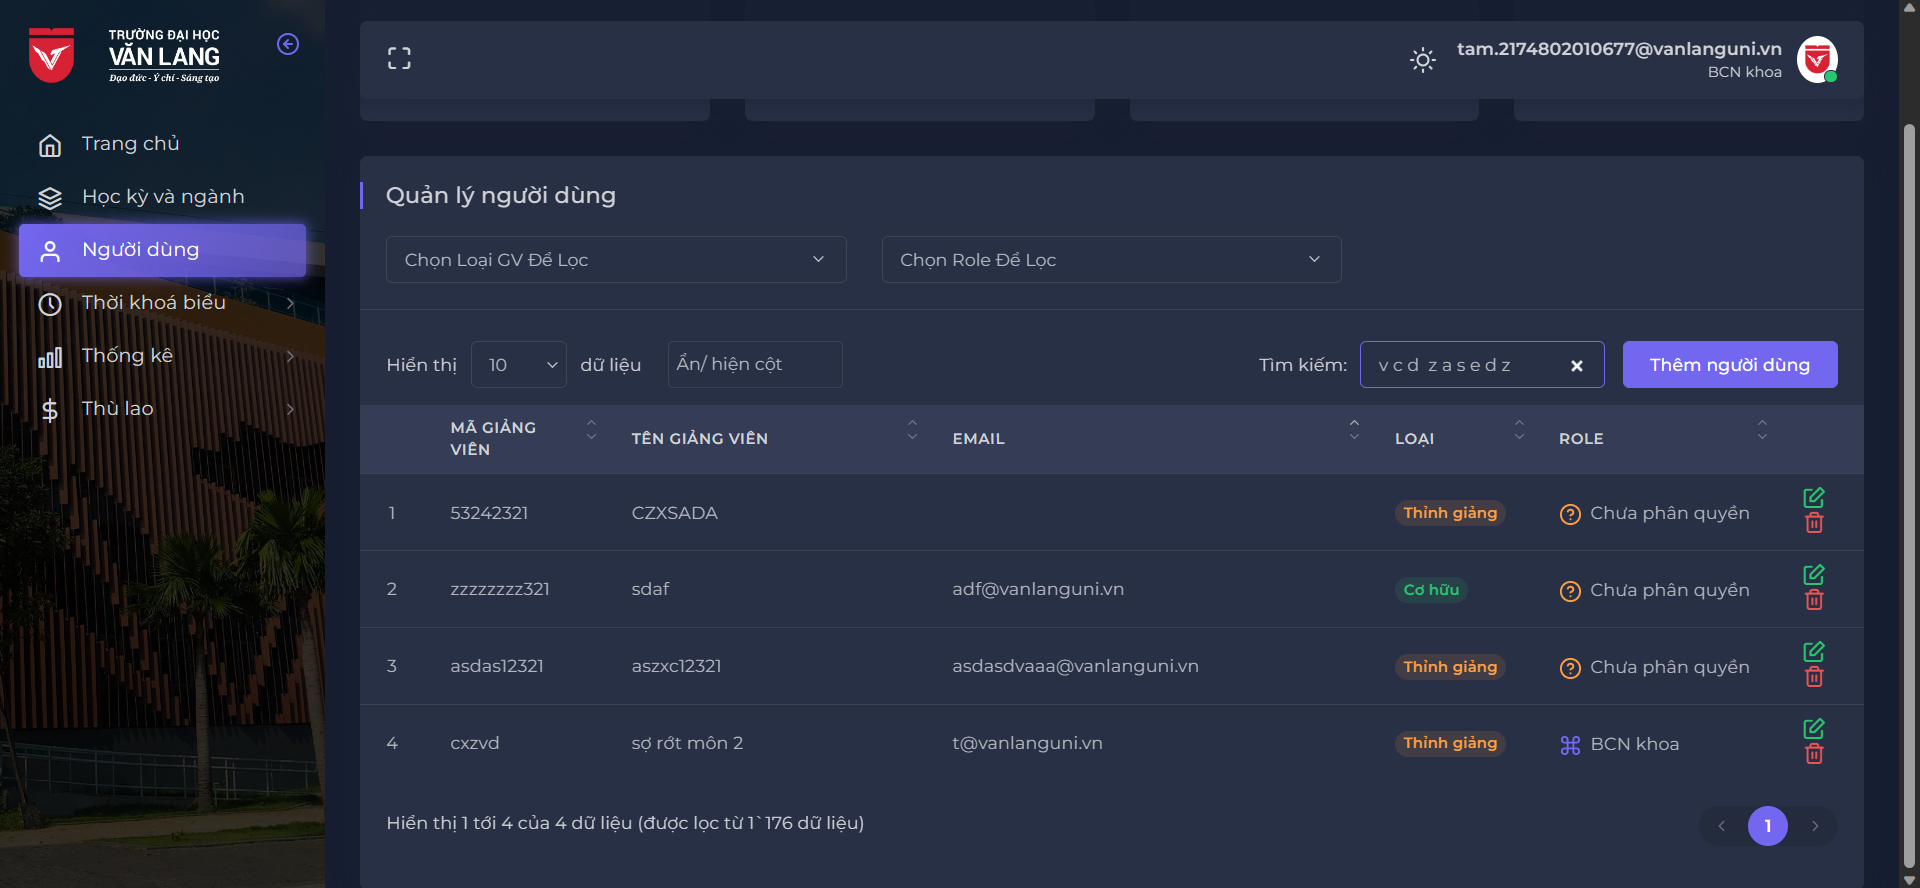 TRƯỜNG ĐẠI HỌC
VĂN LANG
Đạo đức - Ý chí - Sáng tạo
Trang chủ
Học kỳ và ngành
Người dùng
Thời khoá biểu
Thống kê
Thù lao
tam.2174802010677@vanlanguni.vn
BCN khoa
Quản lý người dùng
Chọn Loại GV Để Lọc
Chọn Role Để Lọc
Hiển thị 10 dữ liệu Ẩn/ hiện cột
Tìm kiếm: v c d z a s e d z
Thêm người dùng
MÃ GIẢNG VIÊN TÊN GIẢNG VIÊN EMAIL LOẠI ROLE
1 53242321 CZXSADA Thỉnh giảng Chưa phân quyền
2 zzzzzzzz321 sdaf adf@vanlanguni.vn Cơ hữu Chưa phân quyền
3 asdas12321 aszxc12321 asdasdvaaa@vanlanguni.vn Thỉnh giảng Chưa phân quyền
4 cxzvd sợ rớt môn 2 t@vanlanguni.vn Thỉnh giảng BCN khoa
Hiển thị 1 tới 4 của 4 dữ liệu (được lọc từ 1`176 dữ liệu)
1